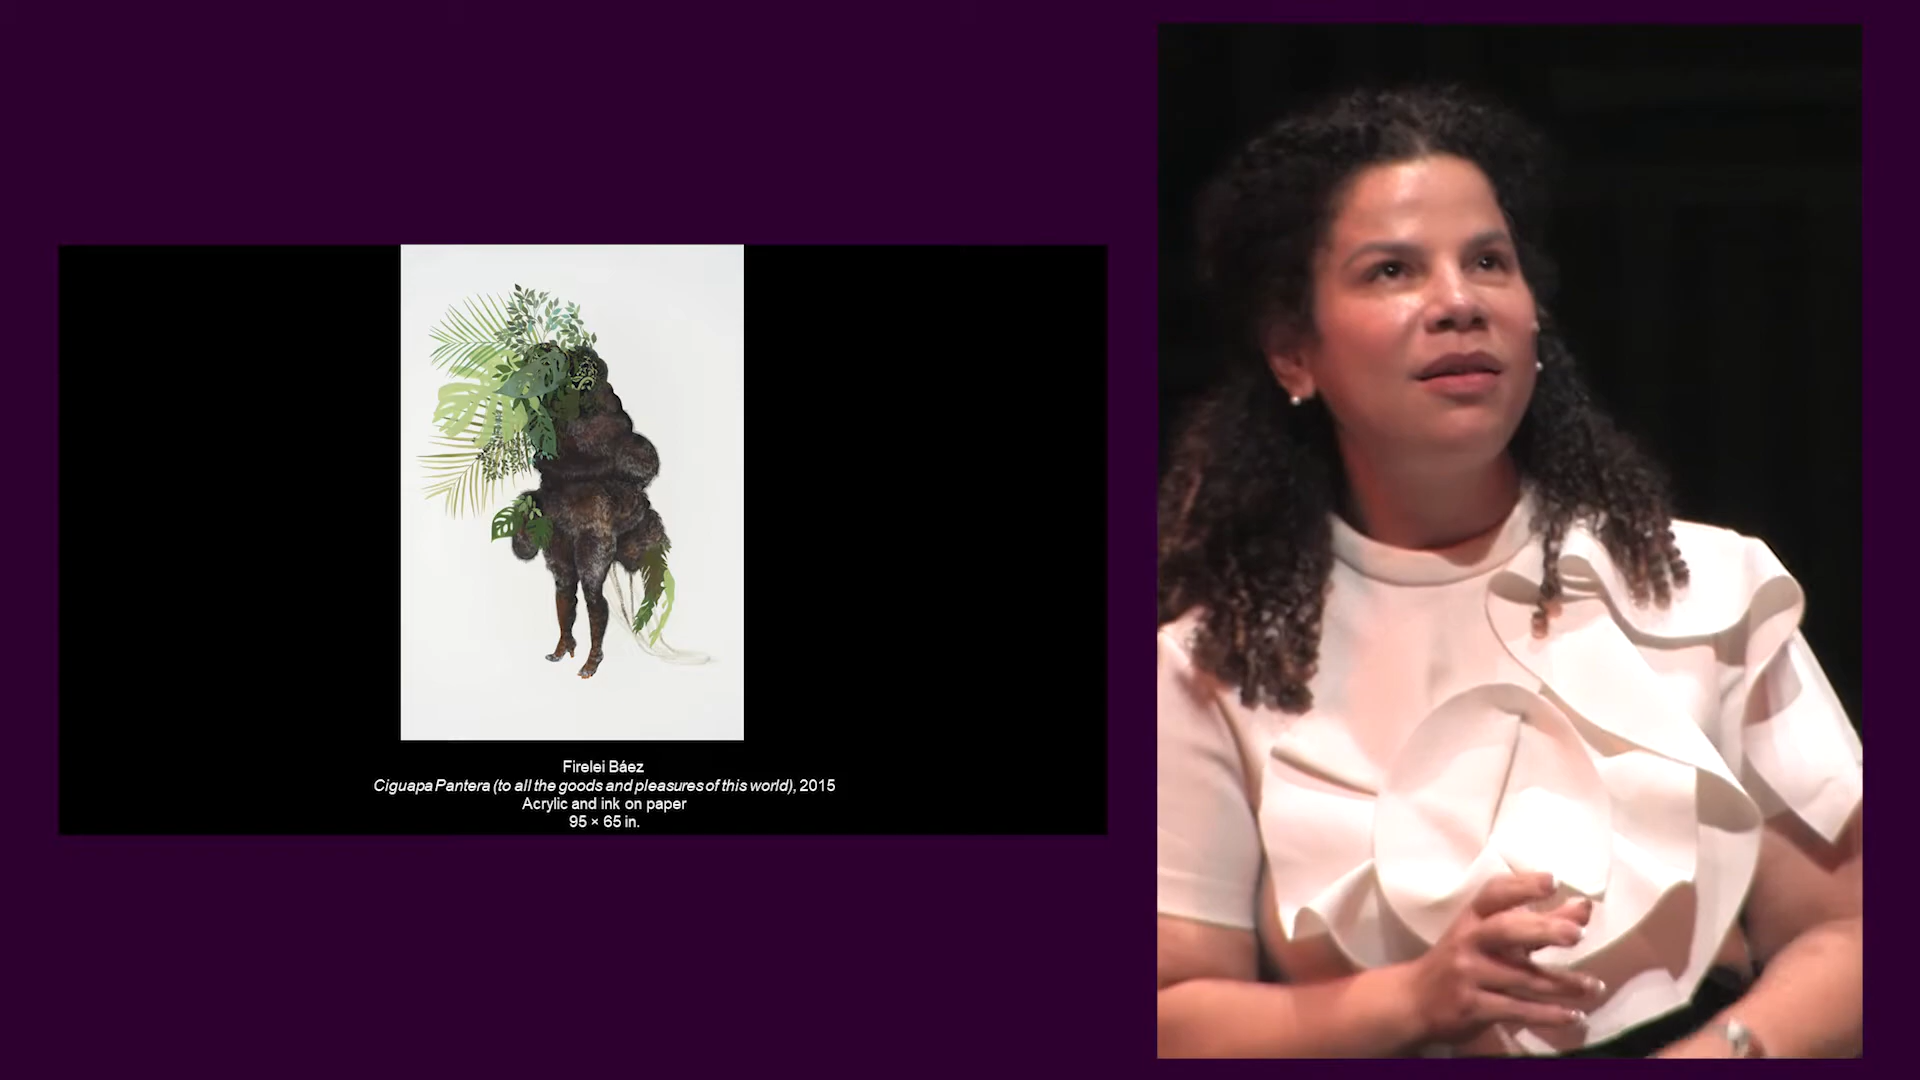 Firelei Báez
Ciguapa Pantera (to all the goods and pleasures of this world), 2015
Acrylic and ink on paper
95 × 65 in.